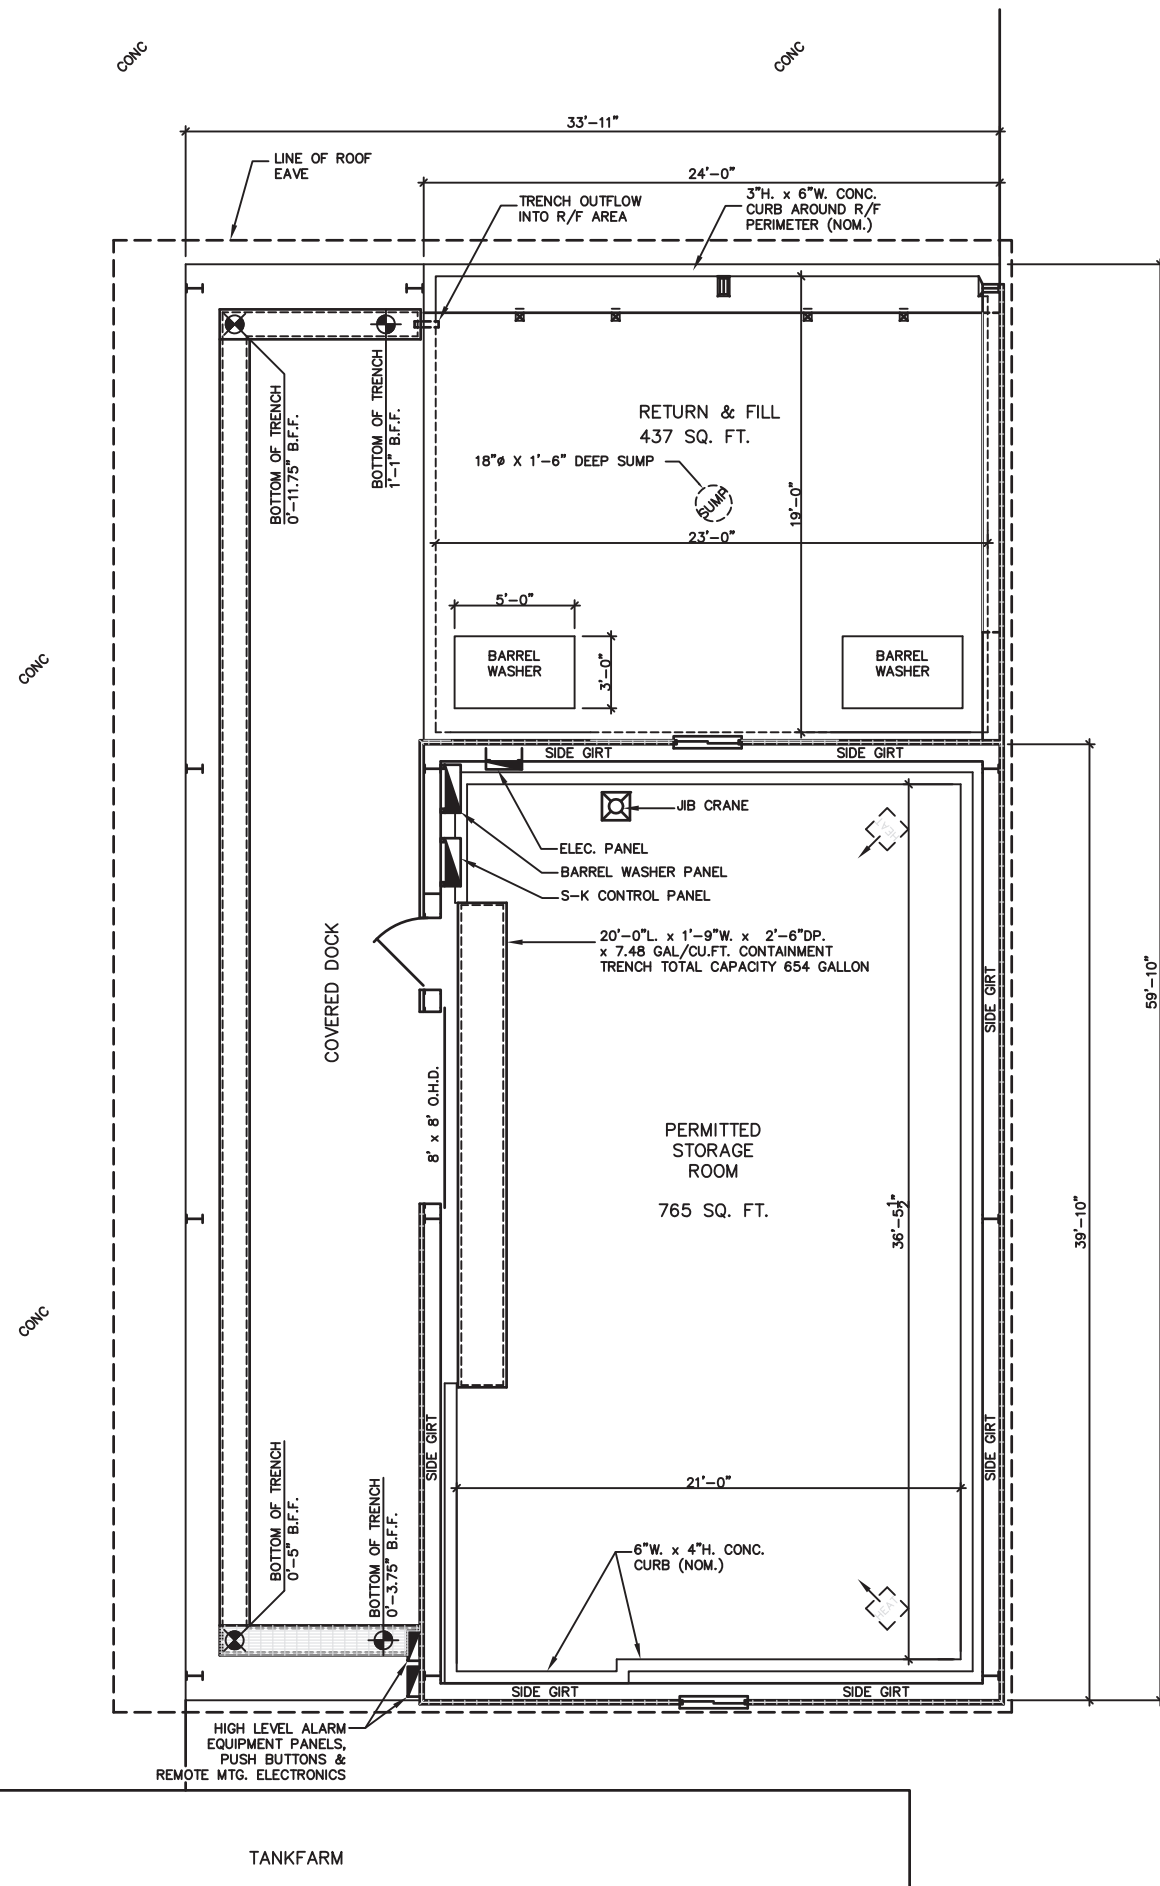 CONC
CONC
33'-11"
LINE OF ROOF
EAVE
24'-0"
TRENCH OUTFLOW
INTO R/F AREA
3"H. x 6"W. CONC.
CURB AROUND R/F
PERIMETER (NOM.)
BOTTOM OF TRENCH
0'-11.75" B.F.F.
BOTTOM OF TRENCH
1'-1" B.F.F.
RETURN & FILL
437 SQ. FT.
18"ø X 1'-6" DEEP SUMP
SUMP
19'-0"
23'-0"
5'-0"
3'-0"
BARREL
WASHER
BARREL
WASHER
CONC
SIDE GIRT
SIDE GIRT
JIB CRANE
HEAT
ELEC. PANEL
BARREL WASHER PANEL
S-K CONTROL PANEL
COVERED DOCK
20'-0"L. x 1'-9"W. x 2'-6"DP.
x 7.48 GAL/CU.FT. CONTAINMENT
TRENCH TOTAL CAPACITY 654 GALLON
SIDE GIRT
59'-10"
8' x 8' O.H.D.
PERMITTED
STORAGE
ROOM
765 SQ. FT.
36'-5½"
39'-10"
CONC
SIDE GIRT
SIDE GIRT
21'-0"
BOTTOM OF TRENCH
0'-5" B.F.F.
BOTTOM OF TRENCH
0'-3.75" B.F.F.
6"W. x 4"H. CONC.
CURB (NOM.)
HEAT
SIDE GIRT
SIDE GIRT
HIGH LEVEL ALARM
EQUIPMENT PANELS,
PUSH BUTTONS &
REMOTE MTG. ELECTRONICS
TANKFARM